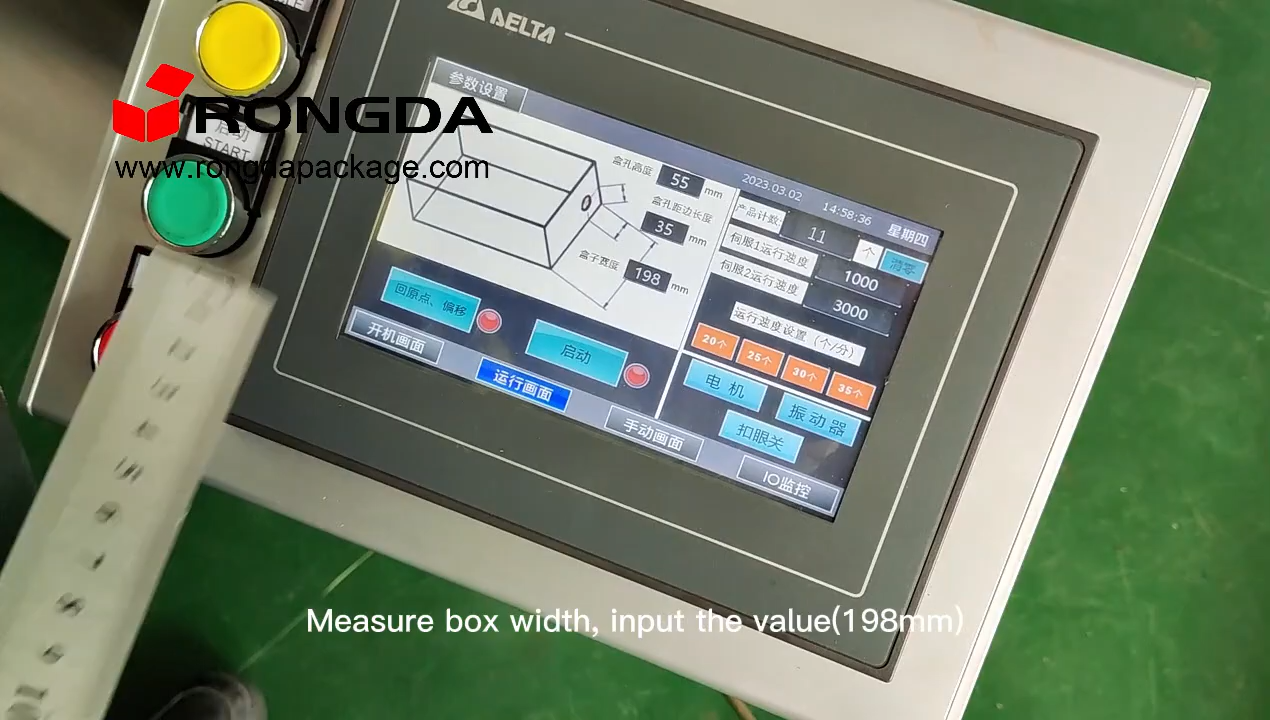 DELTA
RONGDA
www.rongdapackage.com
启动
START
参数设置
2023.03.02
14:58:36
星期四
盒孔高度
55
mm
盒孔距边长度
35
mm
盒子宽度
198
mm
产品计数:
11
个
清零
伺服1运行速度
1000
伺服2运行速度
3000
运行速度设置(个/分)
20个
25个
30个
35个
回原点、偏移
启动
电机
振动器
扣眼关
开机画面
运行画面
手动画面
IO监控
Measure box width, input the value(198mm)